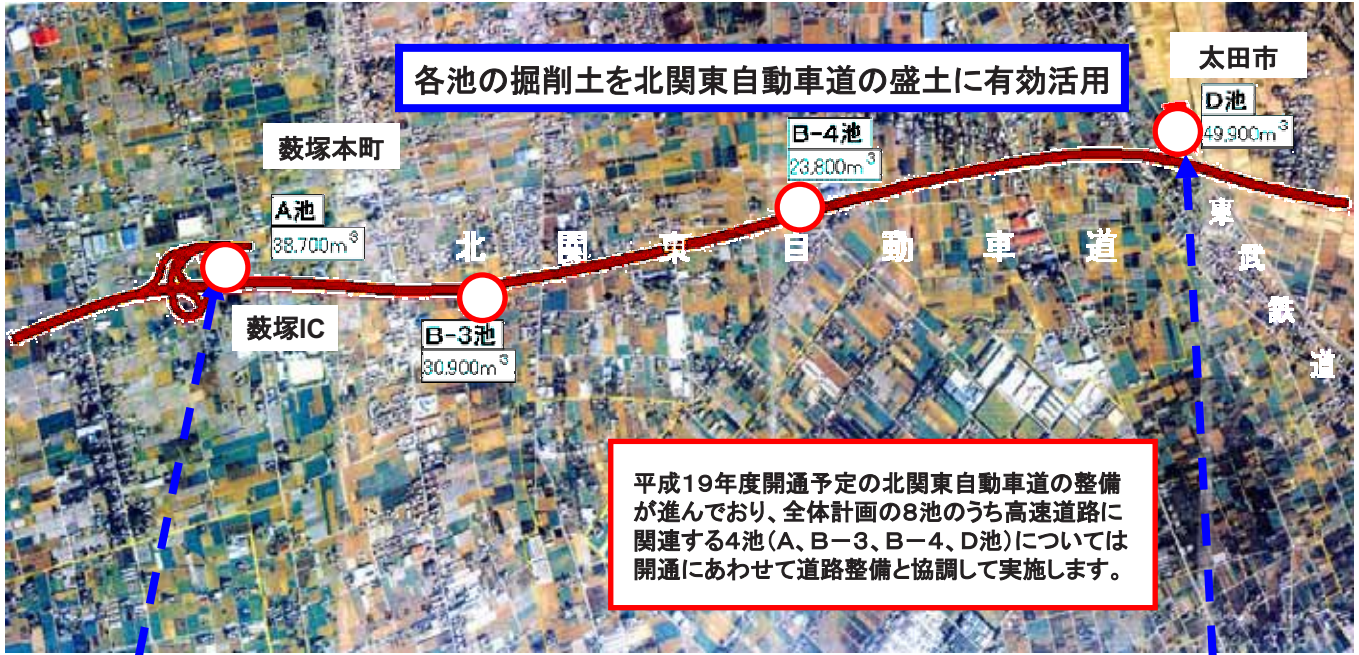 各池の掘削土を北関東自動車道の盛土に有効活用
太田市
D池
49,900m³
B-4池
23,800m³
藪塚本町
A池
38,700m³
北関東自動車道
東武鉄道
藪塚IC
B-3池
30,900m³
平成19年度開通予定の北関東自動車道の整備
が進んでおり、全体計画の8池のうち高速道路に
関連する4池(A、B-3、B-4、D池)については
開通にあわせて道路整備と協調して実施します。